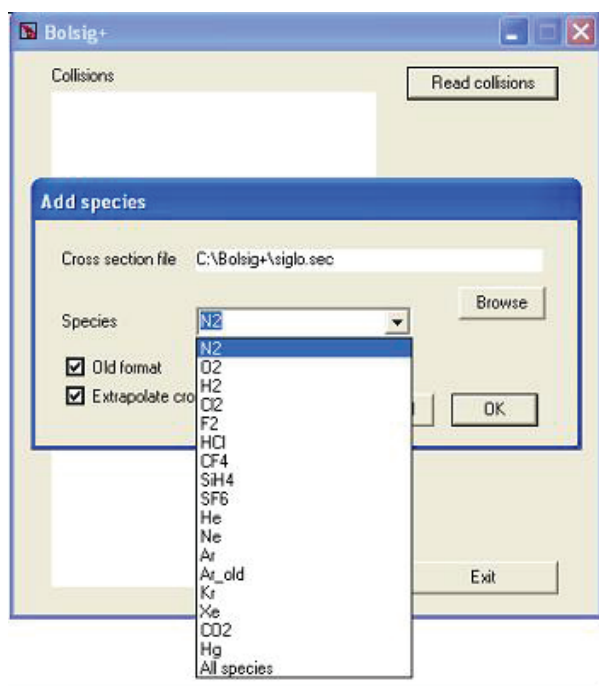 Bolsig+
Collisions
Read collisions
Add species
Cross section file C:\Bolsig+\siglo.sec
Browse
Species N2
N2
O2
H2
Cl2
F2
HCl
CF4
SiH4
SF6
He
Ne
Ar
Ar_old
Kr
Xe
CO2
Hg
All species
Old format
Extrapolate cro
OK
Exit